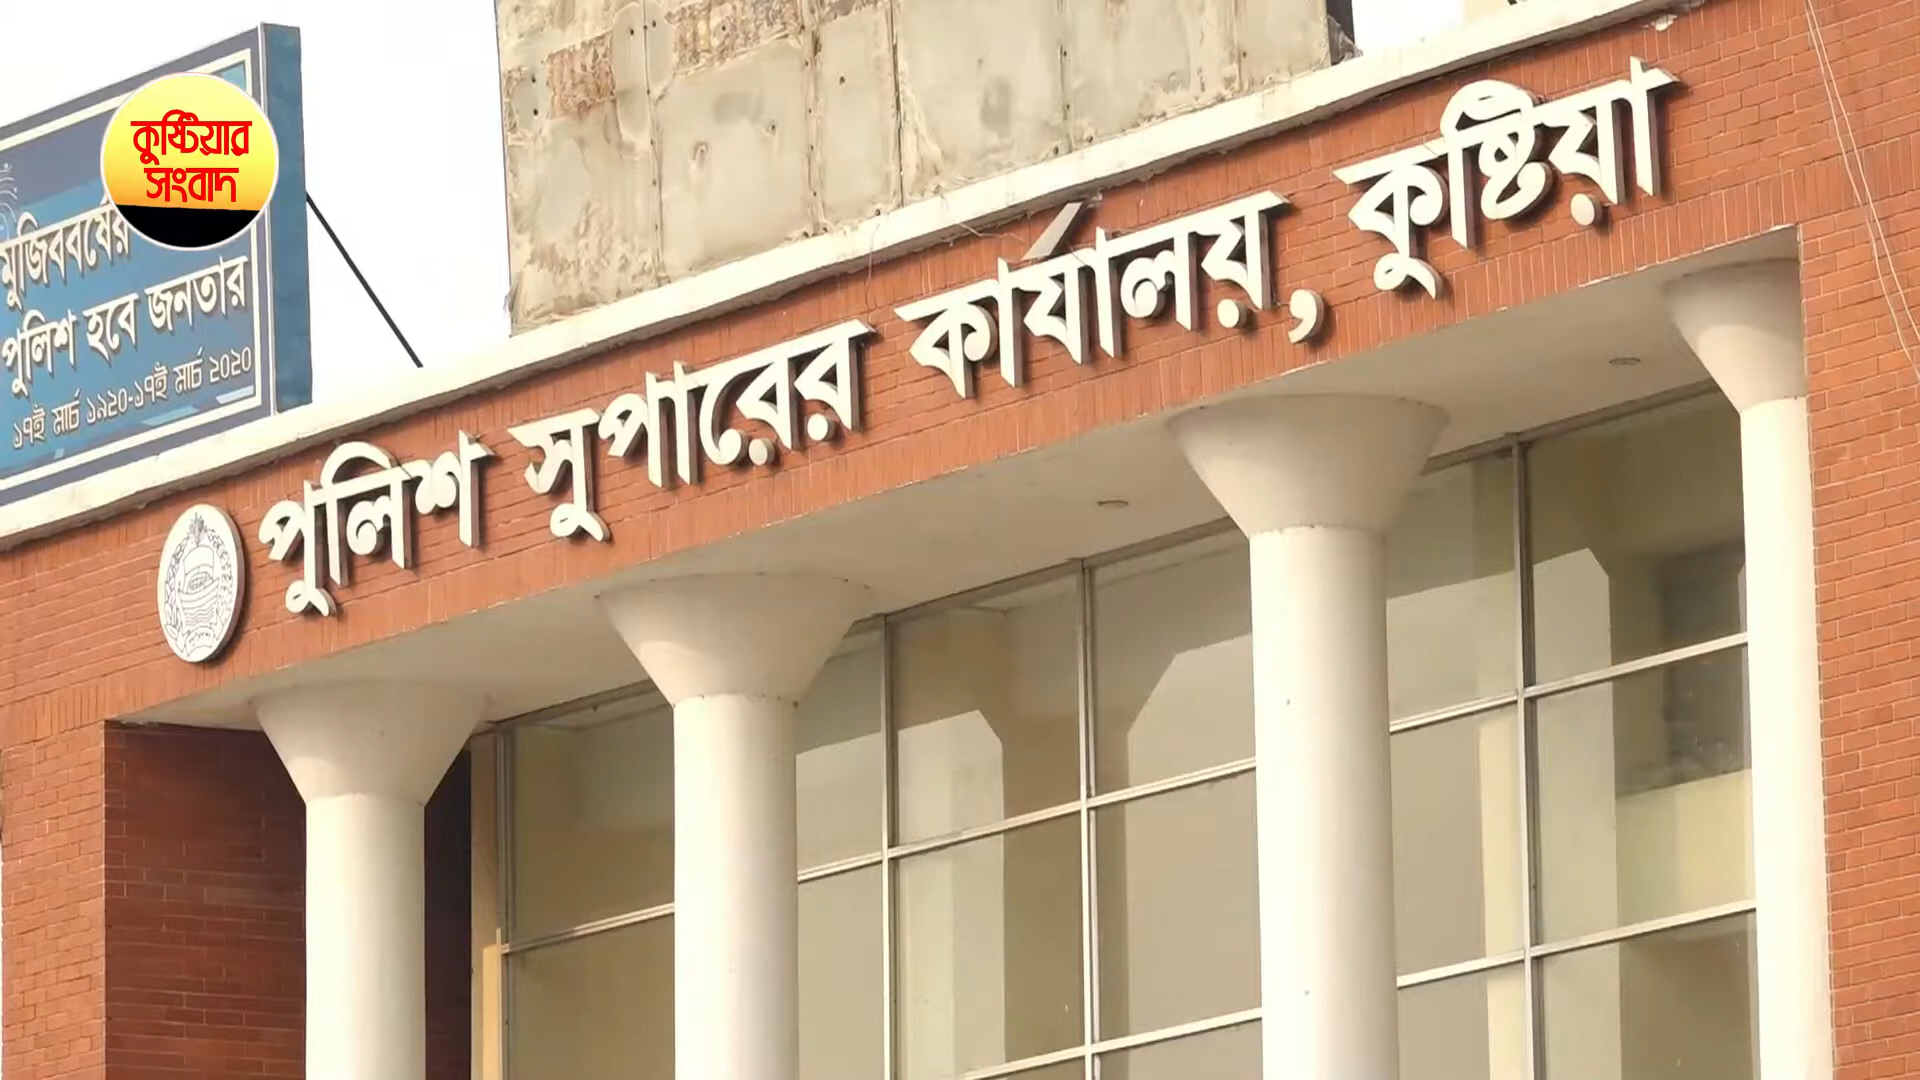 কুষ্টিয়ার
সংবাদ
মুজিববর্ষের
পুলিশ হবে জনতার
১৭ই মার্চ ১৯২০-১৭ই মার্চ ২০২০
পুলিশ সুপারের কার্যালয়, কুষ্টিয়া